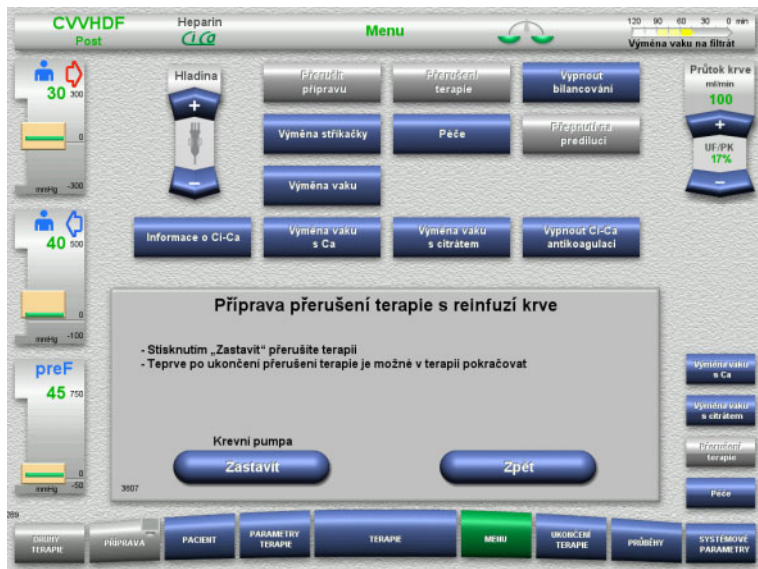 CVVHDF
Post
Heparin
CiCa
Menu
120 90 60 30 0 min
Výměna vaku na filtrát
30 300
0
mmHg -300
40 500
0
mmHg -100
preF
45 750
0
mmHg -50
Hladina
+
−
Přerušit
přípravu
Přerušení
terapie
Vypnout
bilancování
Výměna stříkačky
Péče
Přepnutí na
prediluci
Výměna vaku
Informace o Ci-Ca
Výměna vaku
s Ca
Výměna vaku
s citrátem
Vypnout Ci-Ca
antikoagulaci
Průtok krve
ml/min
100
+
UF/PK
17%
−
Příprava přerušení terapie s reinfuzí krve
- Stisknutím „Zastavit“ přerušíte terapii
- Teprve po ukončení přerušení terapie je možné v terapii pokračovat
Krevní pumpa
Zastavit
Zpět
3607
Výměna vaku
s Ca
Výměna vaku
s citrátem
Přerušení
terapie
Péče
DRUHY
TERAPIE
PŘÍPRAVA
PACIENT
PARAMETRY
TERAPIE
TERAPIE
MENU
UKONČENÍ
TERAPIE
PRŮBĚHY
SYSTÉMOVÉ
PARAMETRY